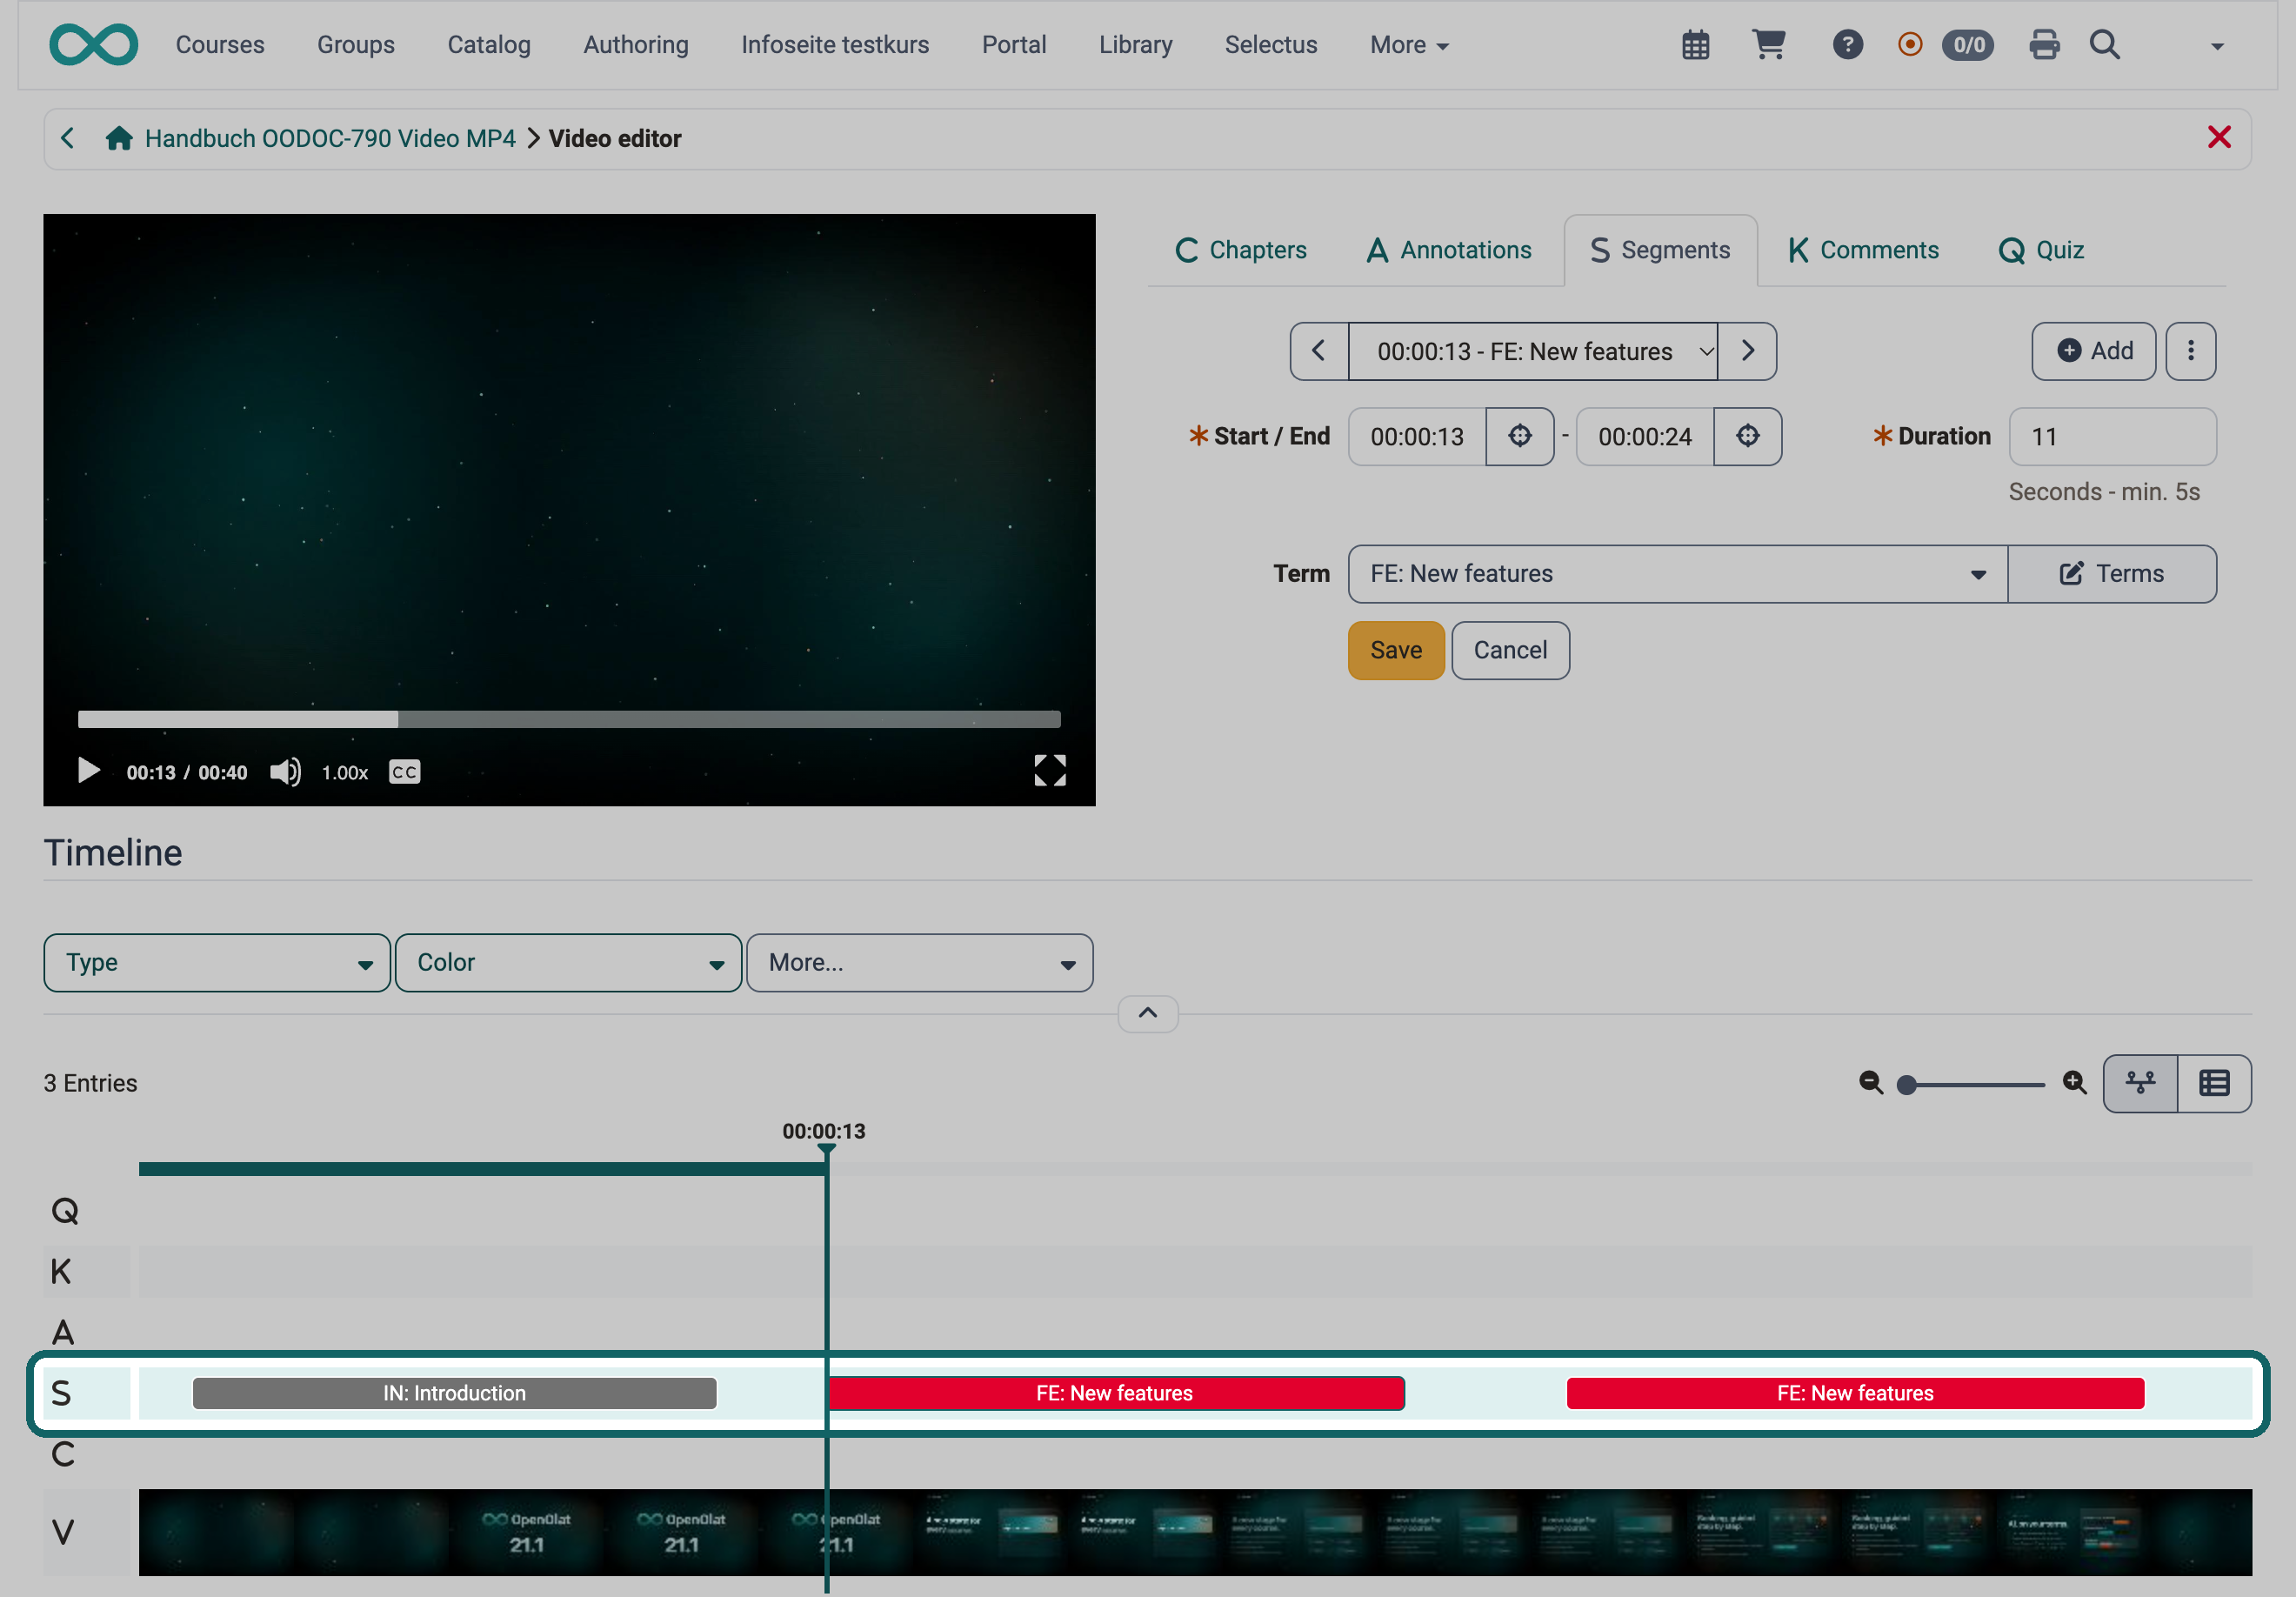 Courses Groups Catalog Authoring Infoseite testkurs Portal Library Selectus More 0/0
Handbuch OODOC-790 Video MP4 Video editor
C Chapters A Annotations S Segments K Comments Q Quiz
00:00:13 - FE: New features Add
* Start / End 00:00:13 - 00:00:24 * Duration 11
Seconds - min. 5s
Term FE: New features Terms
Save Cancel
00:13 / 00:40 1.00x CC
Timeline
Type Color More...
3 Entries
00:00:13
Q
K
A
S IN: Introduction FE: New features FE: New features
C
V
OpenOlat OpenOlat OpenOlat
21.1 21.1 21.1